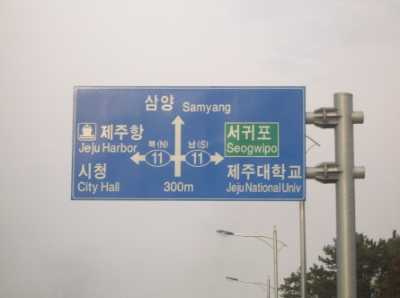 삼양 Samyang
제주항
Jeju Harbor
시청
City Hall
북(N)
11
남(S)
11
300m
서귀포
Seogwipo
제주대학교
Jeju National Univ